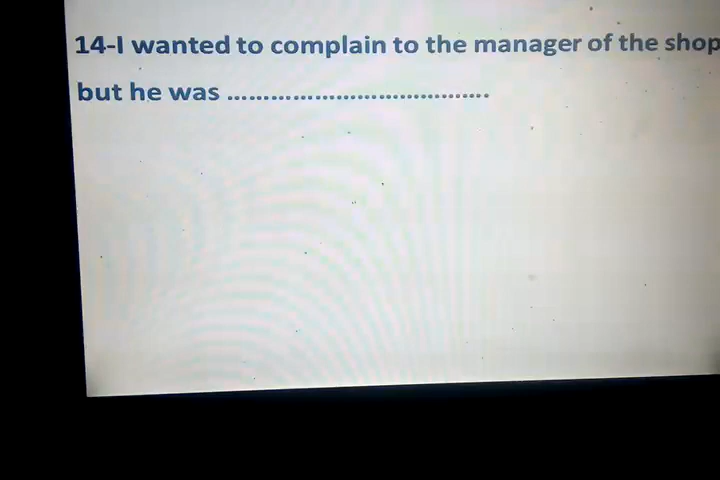 14-I wanted to complain to the manager of the shop
but he was ....................................